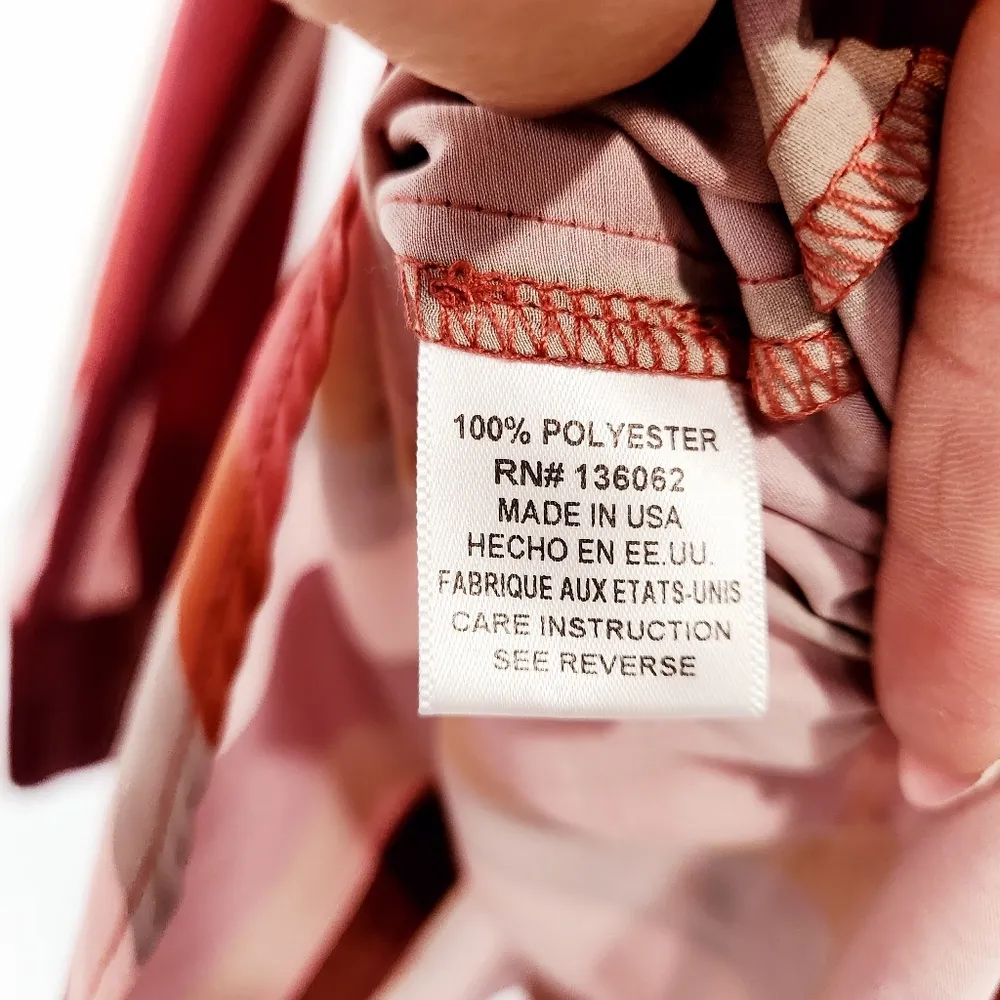 100% POLYESTER
RN# 136062
MADE IN USA
HECHO EN EE.UU.
FABRIQUE AUX ETATS-UNIS
CARE INSTRUCTION
SEE REVERSE